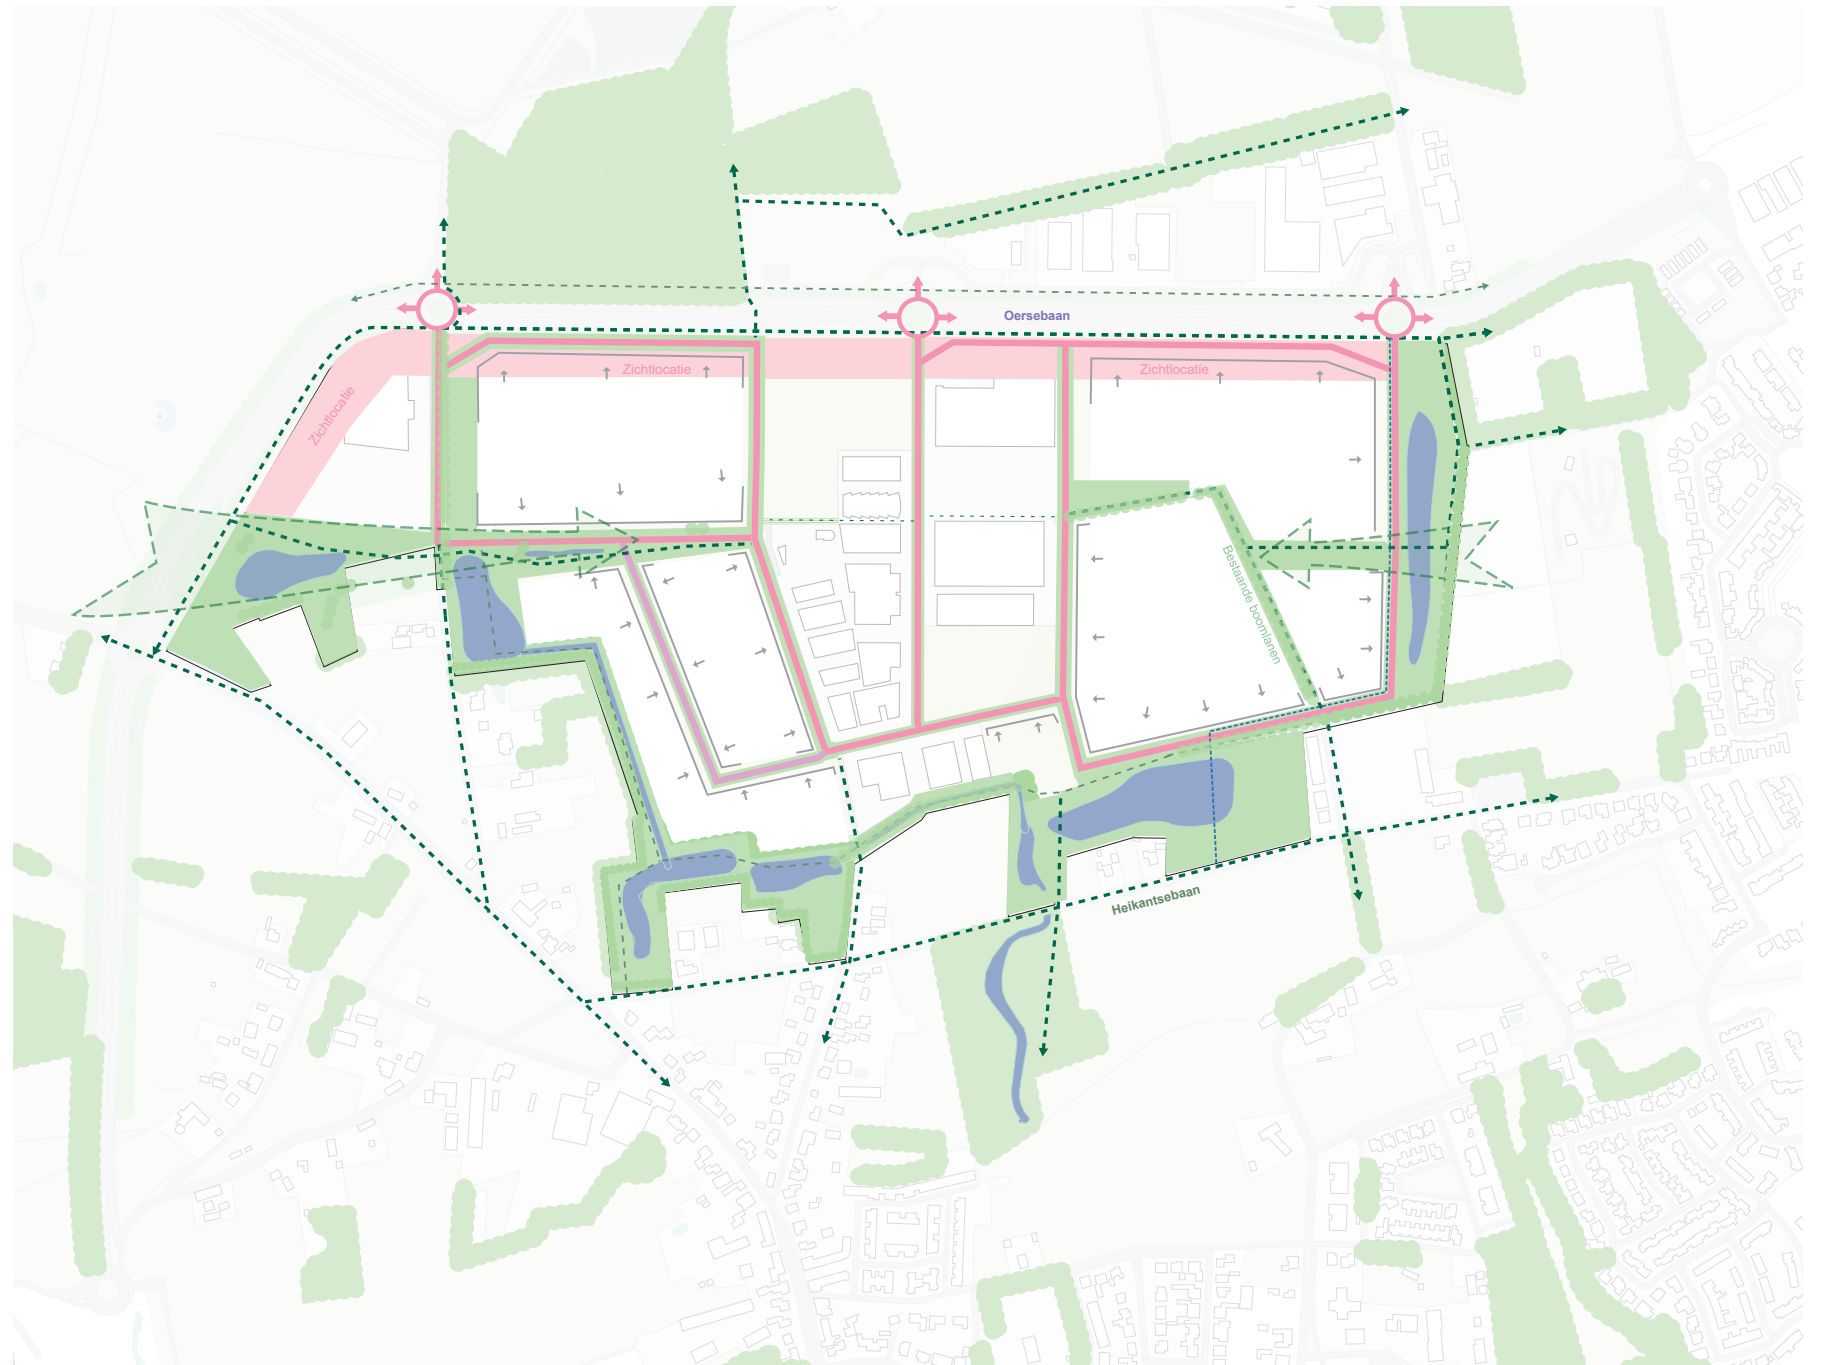 Oersebaan
Zichtlocatie
Zichtlocatie
Zichtlocatie
Bestaande boomlanen
Heikantsebaan